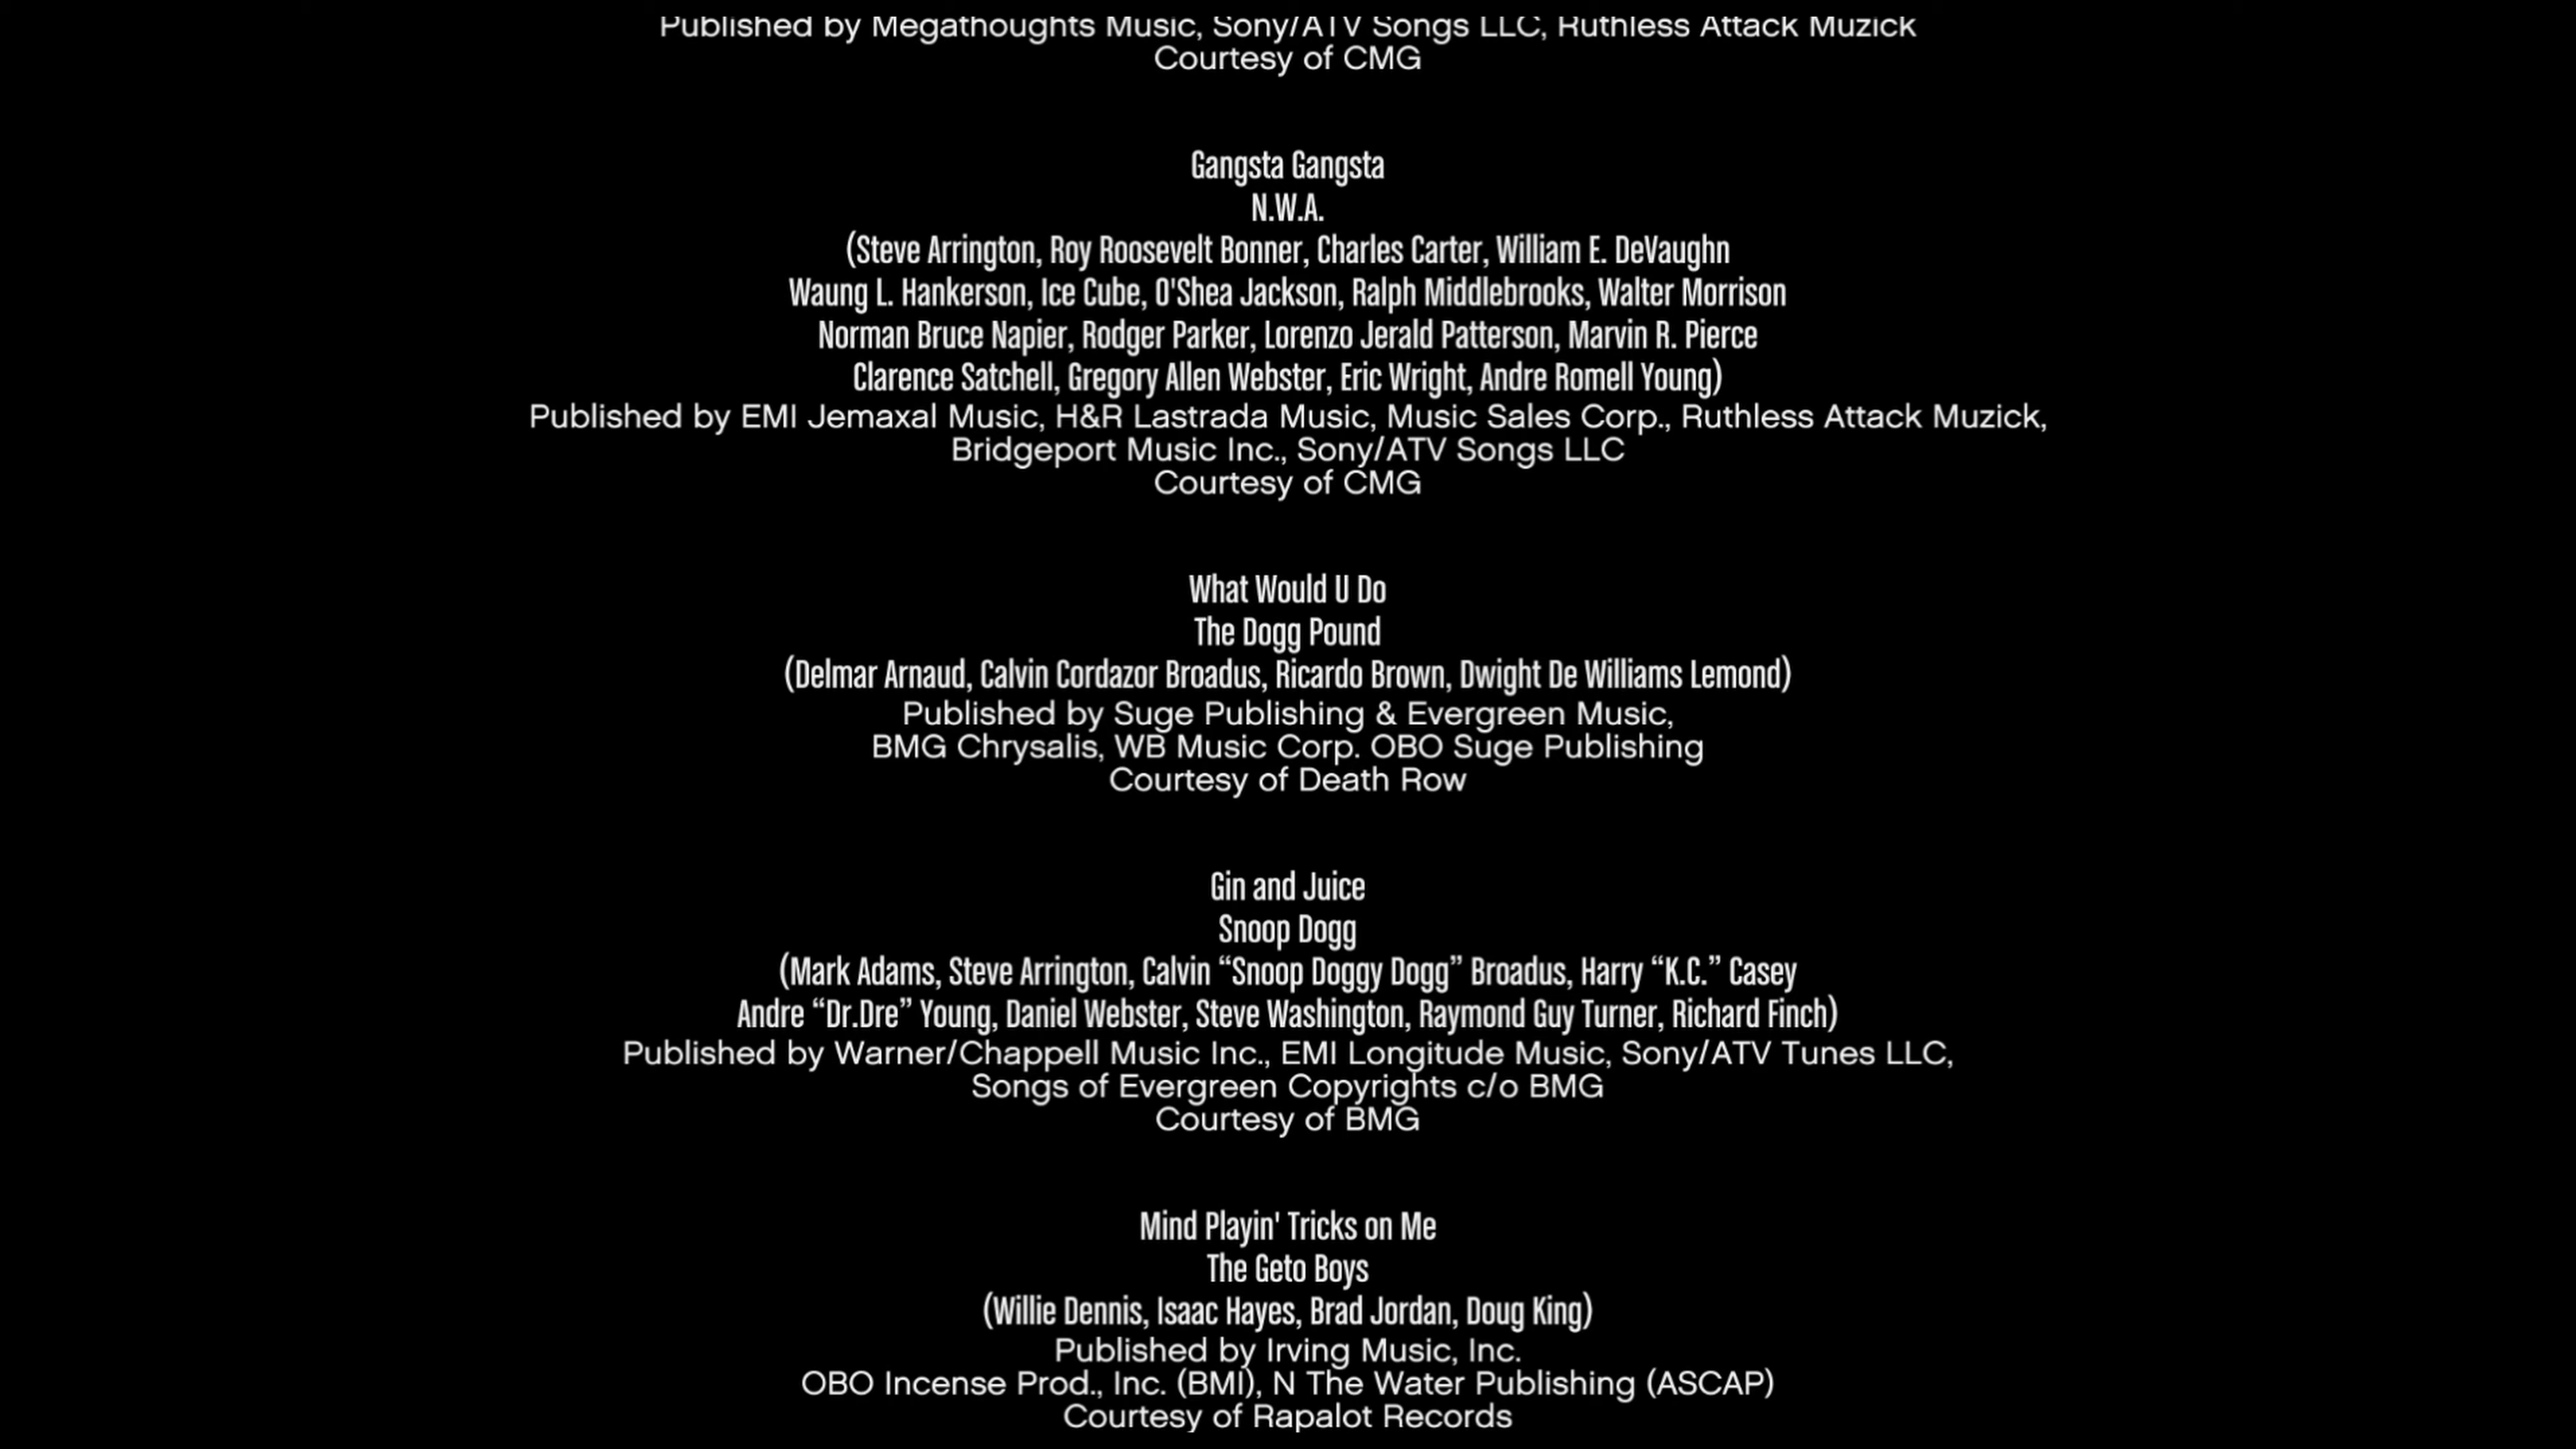 Published by Megathoughts Music, Sony/ATV Songs LLC, Ruthless Attack Muzick
Courtesy of CMG
Gangsta Gangsta
N.W.A.
(Steve Arrington, Roy Roosevelt Bonner, Charles Carter, William E. DeVaughn
Waung L. Hankerson, Ice Cube, O'Shea Jackson, Ralph Middlebrooks, Walter Morrison
Norman Bruce Napier, Rodger Parker, Lorenzo Jerald Patterson, Marvin R. Pierce
Clarence Satchell, Gregory Allen Webster, Eric Wright, Andre Romell Young)
Published by EMI Jemaxal Music, H&R Lastrada Music, Music Sales Corp., Ruthless Attack Muzick,
Bridgeport Music Inc., Sony/ATV Songs LLC
Courtesy of CMG
What Would U Do
The Dogg Pound
(Delmar Arnaud, Calvin Cordazor Broadus, Ricardo Brown, Dwight De Williams Lemond)
Published by Suge Publishing & Evergreen Music,
BMG Chrysalis, WB Music Corp. OBO Suge Publishing
Courtesy of Death Row
Gin and Juice
Snoop Dogg
(Mark Adams, Steve Arrington, Calvin “Snoop Doggy Dogg” Broadus, Harry “K.C.” Casey
Andre “Dr.Dre” Young, Daniel Webster, Steve Washington, Raymond Guy Turner, Richard Finch)
Published by Warner/Chappell Music Inc., EMI Longitude Music, Sony/ATV Tunes LLC,
Songs of Evergreen Copyrights c/o BMG
Courtesy of BMG
Mind Playin' Tricks on Me
The Geto Boys
(Willie Dennis, Isaac Hayes, Brad Jordan, Doug King)
Published by Irving Music, Inc.
OBO Incense Prod., Inc. (BMI), N The Water Publishing (ASCAP)
Courtesy of Rapalot Records